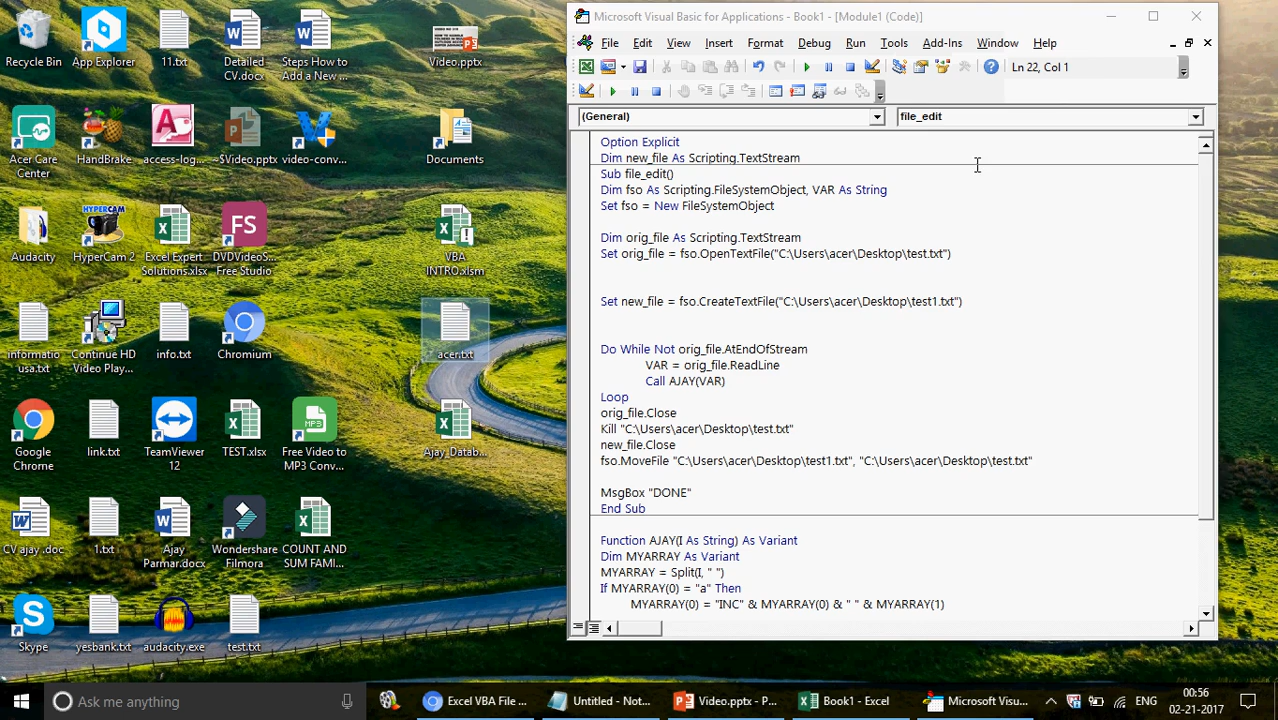 Recycle Bin
App Explorer
11.txt
Detailed
CV.docx
Steps How to
Add a New ...
Video.pptx
Acer Care
Center
HandBrake
access-log...
~$Video.pptx
video-conv...
Documents
Audacity
HyperCam 2
Excel Expert
Solutions.xlsx
DVDVideoS...
Free Studio
VBA
INTRO.xlsm
informatio
usa.txt
Continue HD
Video Play...
info.txt
Chromium
acer.txt
Google
Chrome
link.txt
TeamViewer
12
TEST.xlsx
Free Video to
MP3 Conv...
Ajay_Datab...
CV ajay .doc
1.txt
Ajay
Parmar.docx
Wondershare
Filmora
COUNT AND
SUM FAMI...
Skype
yesbank.txt
audacity.exe
test.txt
HYPERCAM
FS
MP3
Microsoft Visual Basic for Applications - Book1 - [Module1 (Code)]
File Edit View Insert Format Debug Run Tools Add-Ins Window Help
Ln 22, Col 1
(General)
file_edit
Option Explicit
Dim new_file As Scripting.TextStream
Sub file_edit()
Dim fso As Scripting.FileSystemObject, VAR As String
Set fso = New FileSystemObject
Dim orig_file As Scripting.TextStream
Set orig_file = fso.OpenTextFile("C:\Users\acer\Desktop\test.txt")
Set new_file = fso.CreateTextFile("C:\Users\acer\Desktop\test1.txt")
Do While Not orig_file.AtEndOfStream
VAR = orig_file.ReadLine
Call AJAY(VAR)
Loop
orig_file.Close
Kill "C:\Users\acer\Desktop\test.txt"
new_file.Close
fso.MoveFile "C:\Users\acer\Desktop\test1.txt", "C:\Users\acer\Desktop\test.txt"
MsgBox "DONE"
End Sub
Function AJAY(I As String) As Variant
Dim MYARRAY As Variant
MYARRAY = Split(I, " ")
If MYARRAY(0) = "a" Then
MYARRAY(0) = "INC" & MYARRAY(0) & " " & MYARRAY(1)
Ask me anything
Excel VBA File ...
Untitled - Not...
Video.pptx - P...
Book1 - Excel
Microsoft Visu...
ENG
00:56
02-21-2017